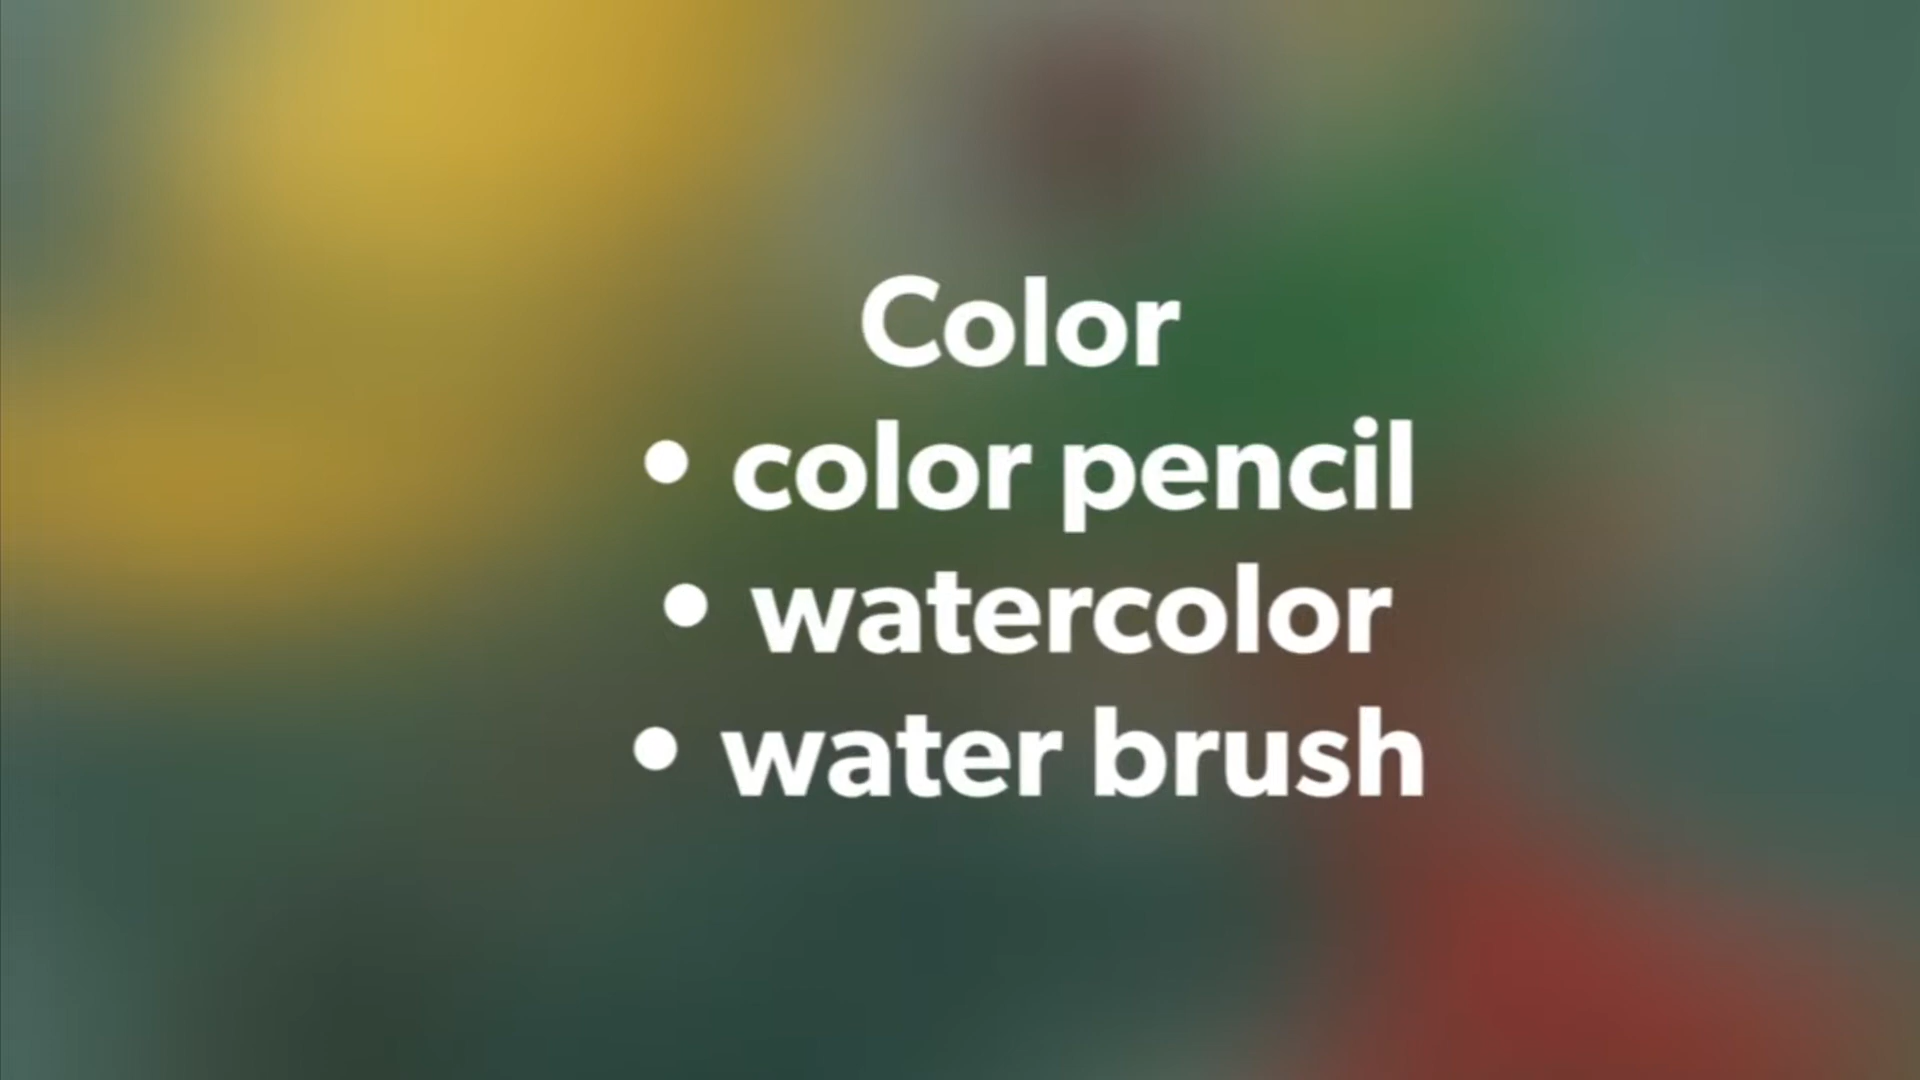 Color
• color pencil
• watercolor
• water brush